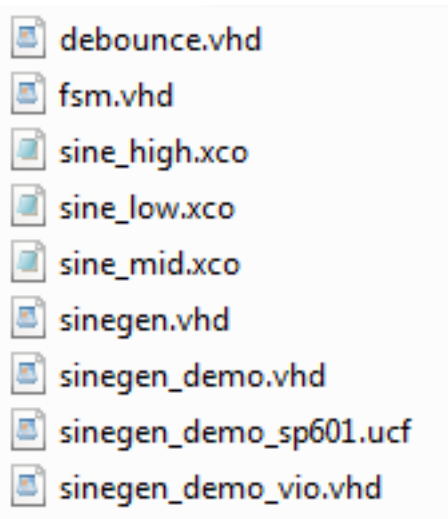 debounce.vhd
fsm.vhd
sine_high.xco
sine_low.xco
sine_mid.xco
sinegen.vhd
sinegen_demo.vhd
sinegen_demo_sp601.ucf
sinegen_demo_vio.vhd